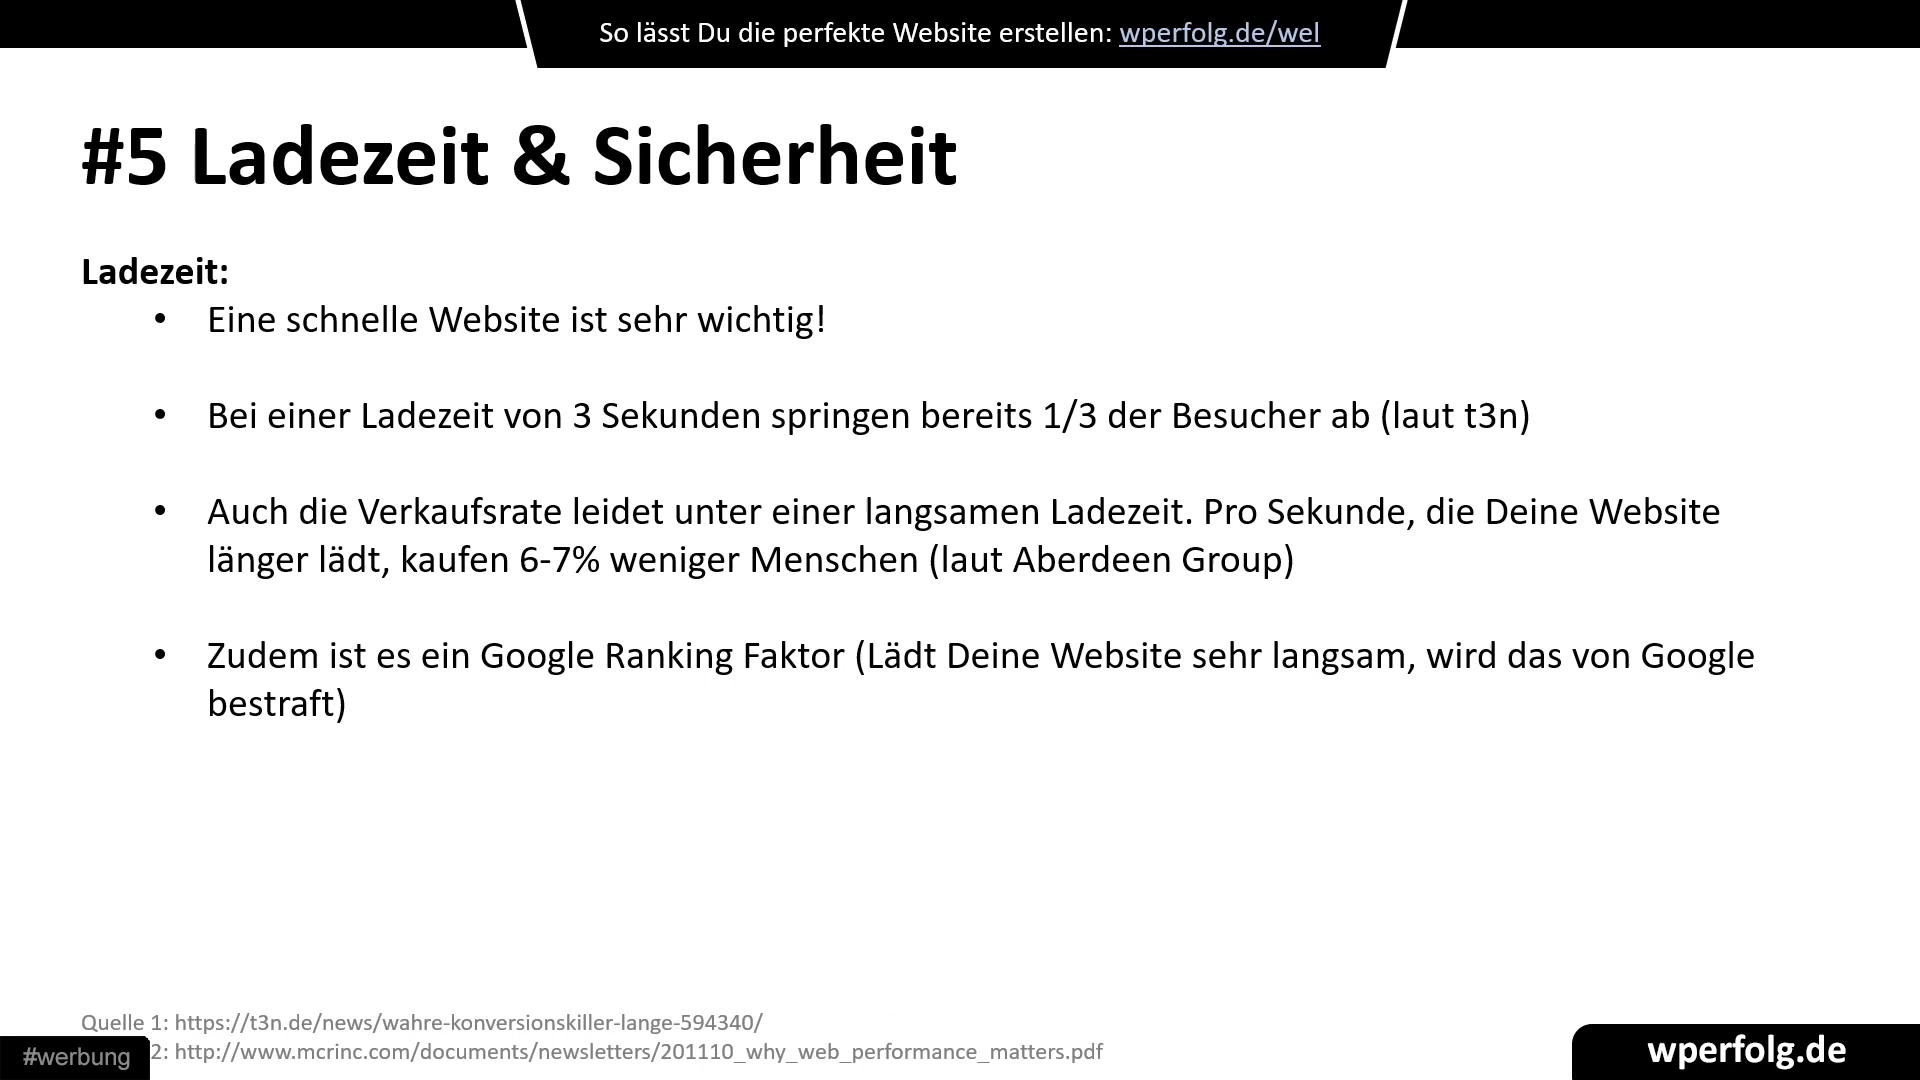 So lässt Du die perfekte Website erstellen: wperfolg.de/wel
#5 Ladezeit & Sicherheit
Ladezeit:
• Eine schnelle Website ist sehr wichtig!
• Bei einer Ladezeit von 3 Sekunden springen bereits 1/3 der Besucher ab (laut t3n)
• Auch die Verkaufsrate leidet unter einer langsamen Ladezeit. Pro Sekunde, die Deine Website
länger lädt, kaufen 6-7% weniger Menschen (laut Aberdeen Group)
• Zudem ist es ein Google Ranking Faktor (Lädt Deine Website sehr langsam, wird das von Google
bestraft)
Quelle 1: https://t3n.de/news/wahre-konversionskiller-lange-594340/
2: http://www.mcrinc.com/documents/newsletters/201110_why_web_performance_matters.pdf
#werbung
wperfolg.de